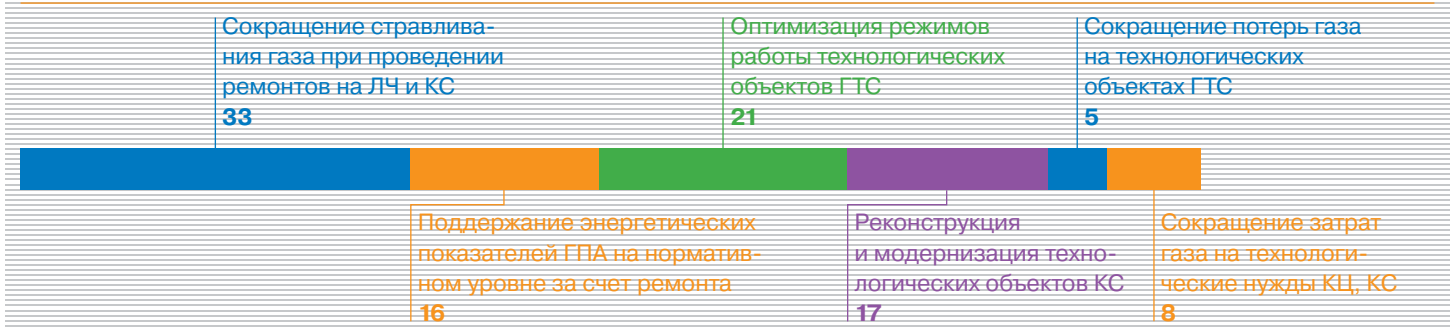 Сокращение стравлива-
ния газа при проведении
ремонтов на ЛЧ и КС
33
Оптимизация режимов
работы технологических
объектов ГТС
21
Сокращение потерь газа
на технологических
объектах ГТС
5
Поддержание энергетических
показателей ГПА на норматив-
ном уровне за счет ремонта
16
Реконструкция
и модернизация техно-
логических объектов КС
17
Сокращение затрат
газа на технологи-
ческие нужды КЦ, КС
8